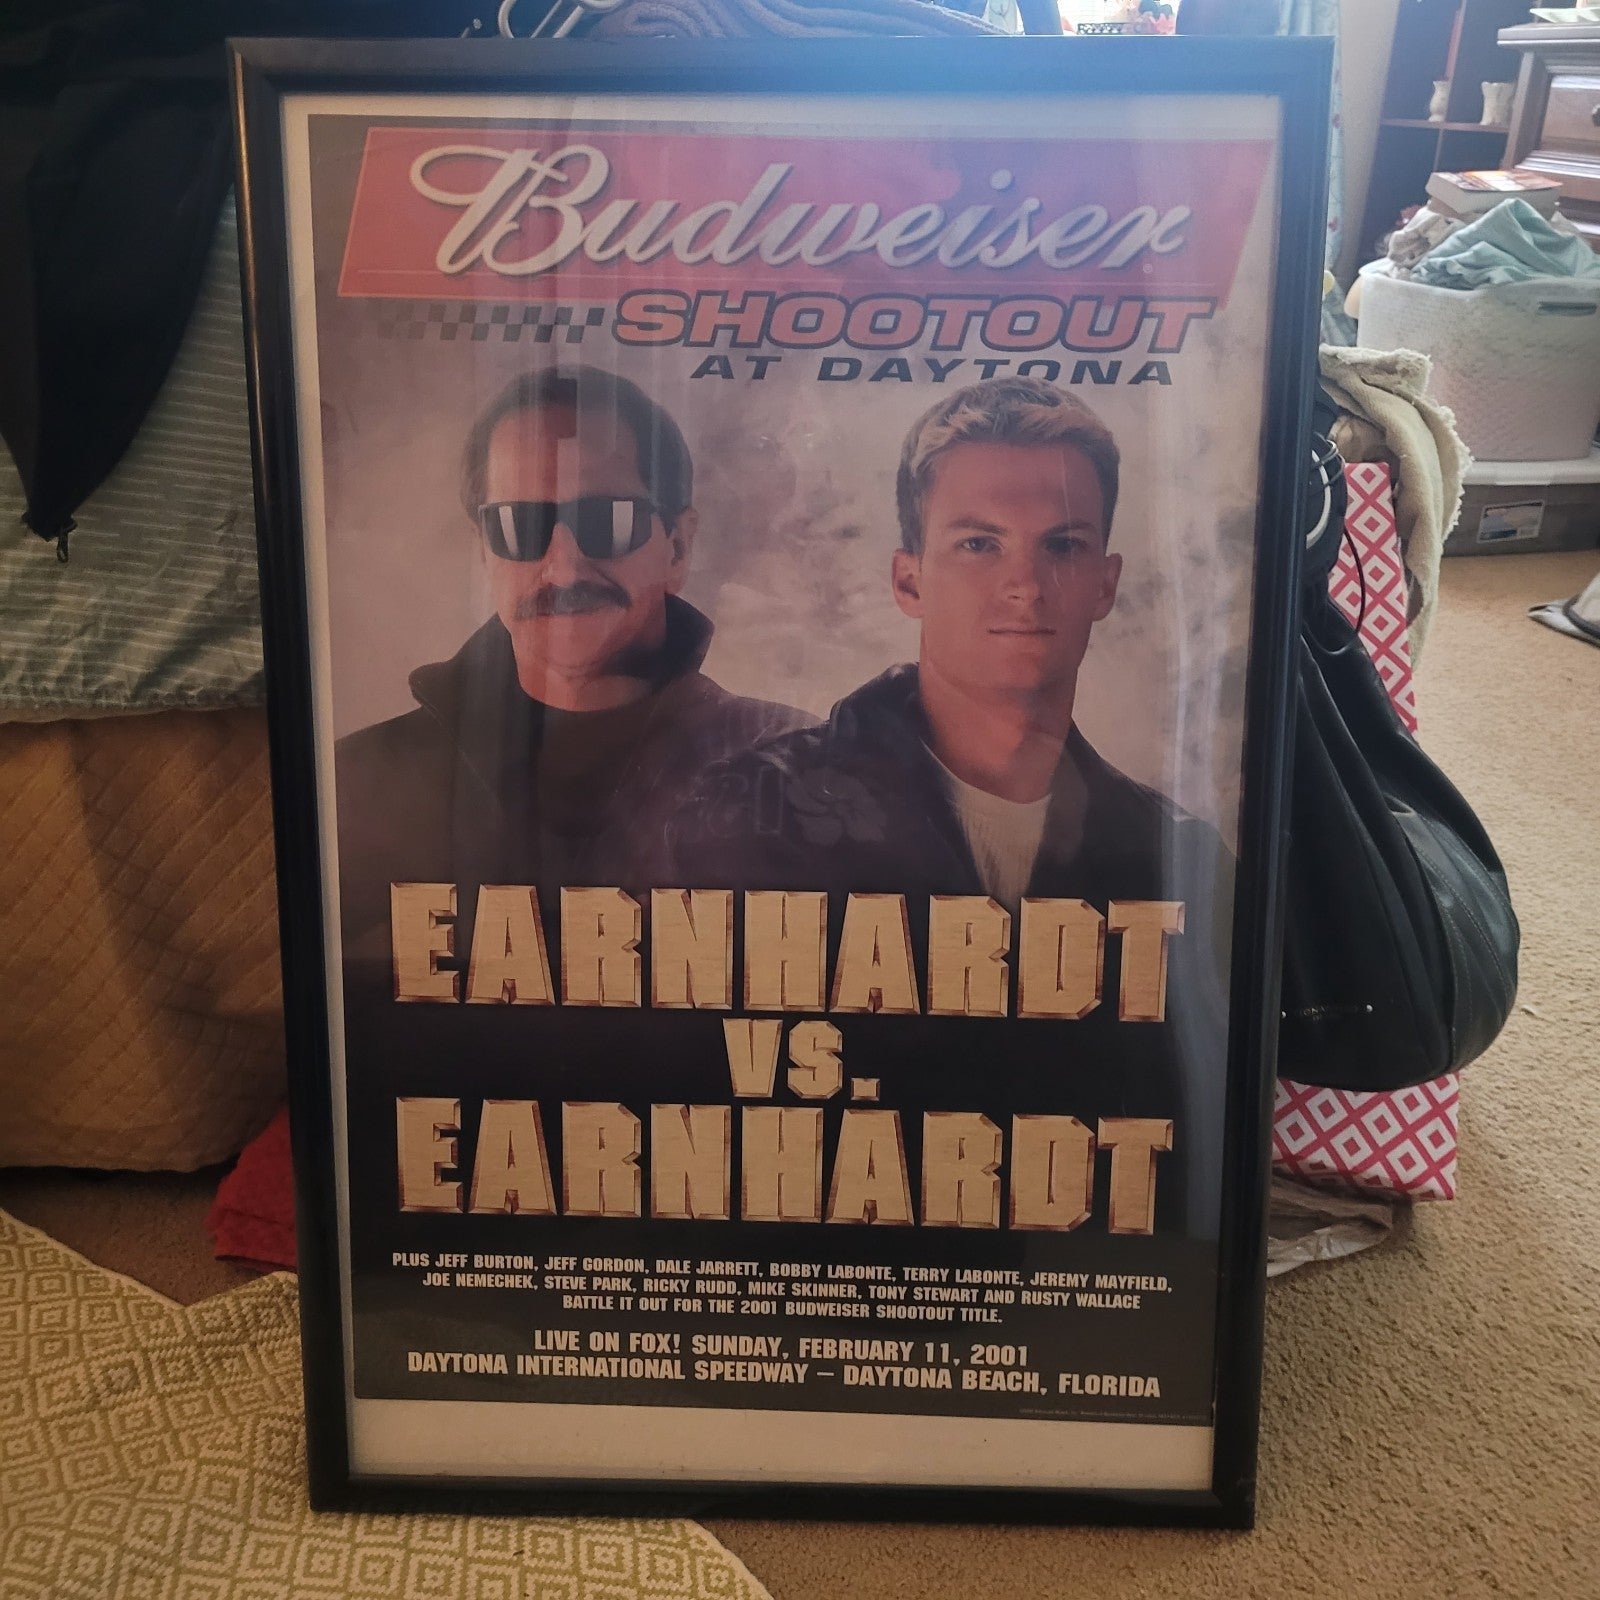 Budweiser
SHOOTOUT
AT DAYTONA
EARNHARDT
VS.
EARNHARDT
PLUS JEFF BURTON, JEFF GORDON, DALE JARRETT, BOBBY LABONTE, TERRY LABONTE, JEREMY MAYFIELD,
JOE NEMECHEK, STEVE PARK, RICKY RUDD, MIKE SKINNER, TONY STEWART AND RUSTY WALLACE
BATTLE IT OUT FOR THE 2001 BUDWEISER SHOOTOUT TITLE.
LIVE ON FOX! SUNDAY, FEBRUARY 11, 2001
DAYTONA INTERNATIONAL SPEEDWAY – DAYTONA BEACH, FLORIDA